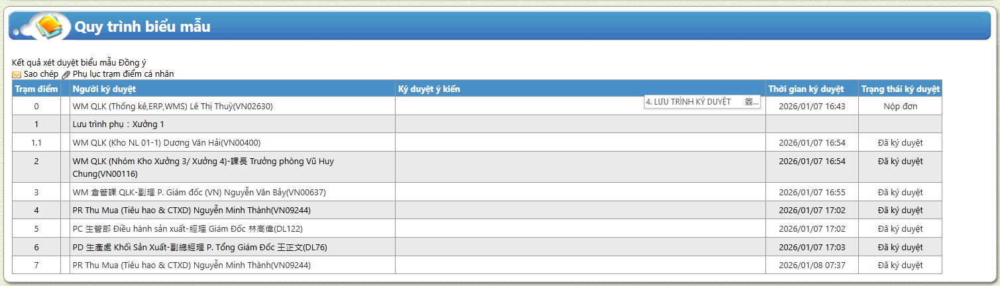 Quy trình biểu mẫu
Kết quả xét duyệt biểu mẫu Đồng ý
Sao chép Phụ lục trạm điểm cá nhân
Trạm điểm Người ký duyệt Ký duyệt ý kiến Thời gian ký duyệt Trạng thái ký duyệt
4. LƯU TRÌNH KÝ DUYỆT 簽...
0 WM QLK (Thống kê,ERP,WMS) Lê Thị Thuỳ(VN02630) 2026/01/07 16:43 Nộp đơn
1 Lưu trình phụ：Xưởng 1
1.1 WM QLK (Kho NL 01-1) Dương Văn Hải(VN00400) 2026/01/07 16:54 Đã ký duyệt
2 WM QLK (Nhóm Kho Xưởng 3/ Xưởng 4)-課長 Trưởng phòng Vũ Huy
Chung(VN00116) 2026/01/07 16:54 Đã ký duyệt
3 WM 倉管課 QLK-副理 P. Giám đốc (VN) Nguyễn Văn Bảy(VN00637) 2026/01/07 16:55 Đã ký duyệt
4 PR Thu Mua (Tiêu hao & CTXD) Nguyễn Minh Thành(VN09244) 2026/01/07 17:02 Đã ký duyệt
5 PC 生管部 Điều hành sản xuất-經理 Giám Đốc 林高偉(DL122) 2026/01/07 17:02 Đã ký duyệt
6 PD 生產處 Khối Sản Xuất-副總經理 P. Tổng Giám Đốc 王正文(DL76) 2026/01/07 17:03 Đã ký duyệt
7 PR Thu Mua (Tiêu hao & CTXD) Nguyễn Minh Thành(VN09244) 2026/01/08 07:37 Đã ký duyệt